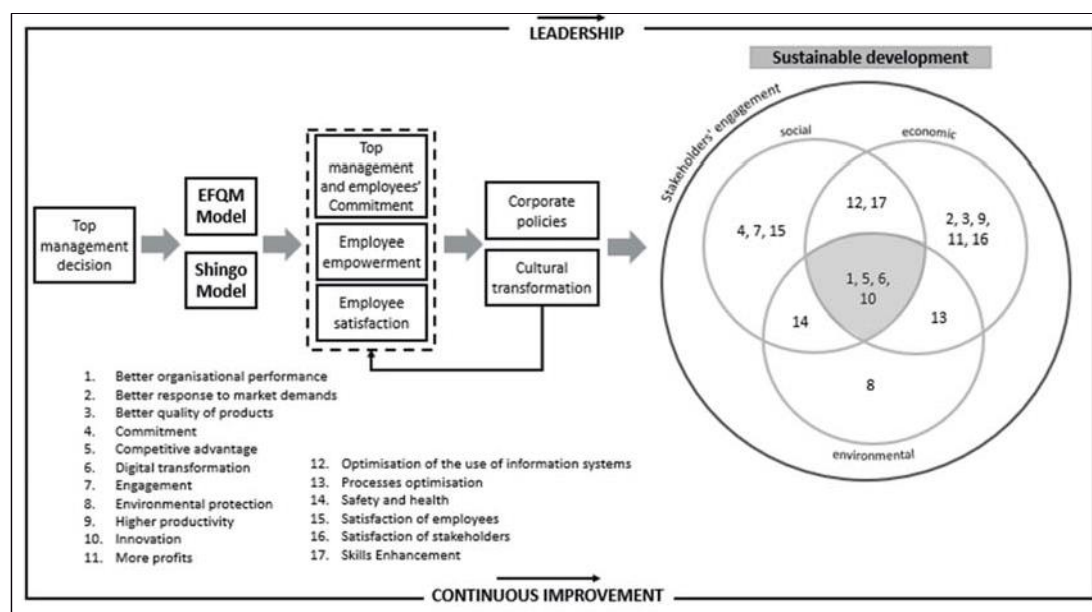 LEADERSHIP
Sustainable development
Stakeholders' engagement
social
economic
Top
management
decision
EFQM
Model
Shingo
Model
Top
management
and employees'
Commitment
Employee
empowerment
Employee
satisfaction
Corporate
policies
Cultural
transformation
12, 17
4, 7, 15
2, 3, 9,
11, 16
1, 5, 6,
10
14
13
8
environmental
1. Better organisational performance
2. Better response to market demands
3. Better quality of products
4. Commitment
5. Competitive advantage
6. Digital transformation
7. Engagement
8. Environmental protection
9. Higher productivity
10. Innovation
11. More profits
12. Optimisation of the use of information systems
13. Processes optimisation
14. Safety and health
15. Satisfaction of employees
16. Satisfaction of stakeholders
17. Skills Enhancement
CONTINUOUS IMPROVEMENT